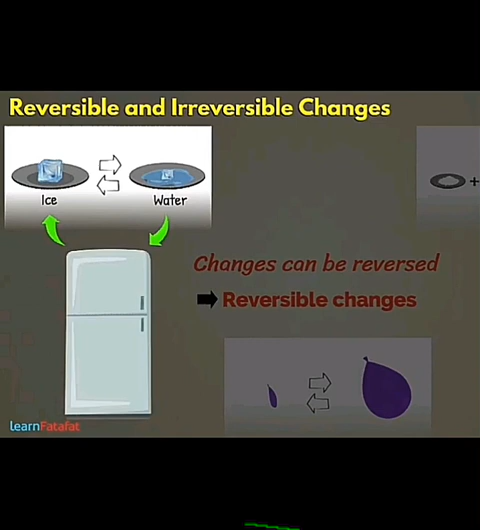 Reversible and Irreversible Changes
Ice
Water
+
Changes can be reversed
Reversible changes
learnFatafat